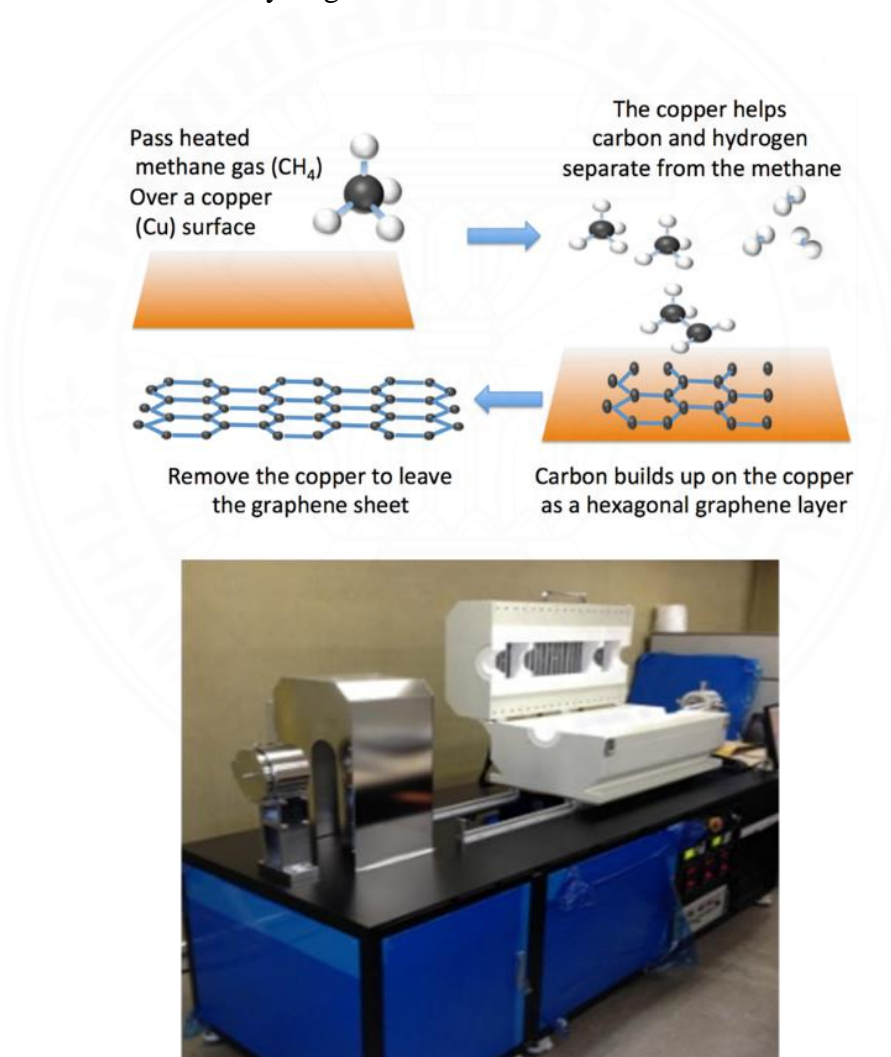 Pass heated
methane gas (CH₄)
Over a copper
(Cu) surface
The copper helps
carbon and hydrogen
separate from the methane
Carbon builds up on the copper
as a hexagonal graphene layer
Remove the copper to leave
the graphene sheet